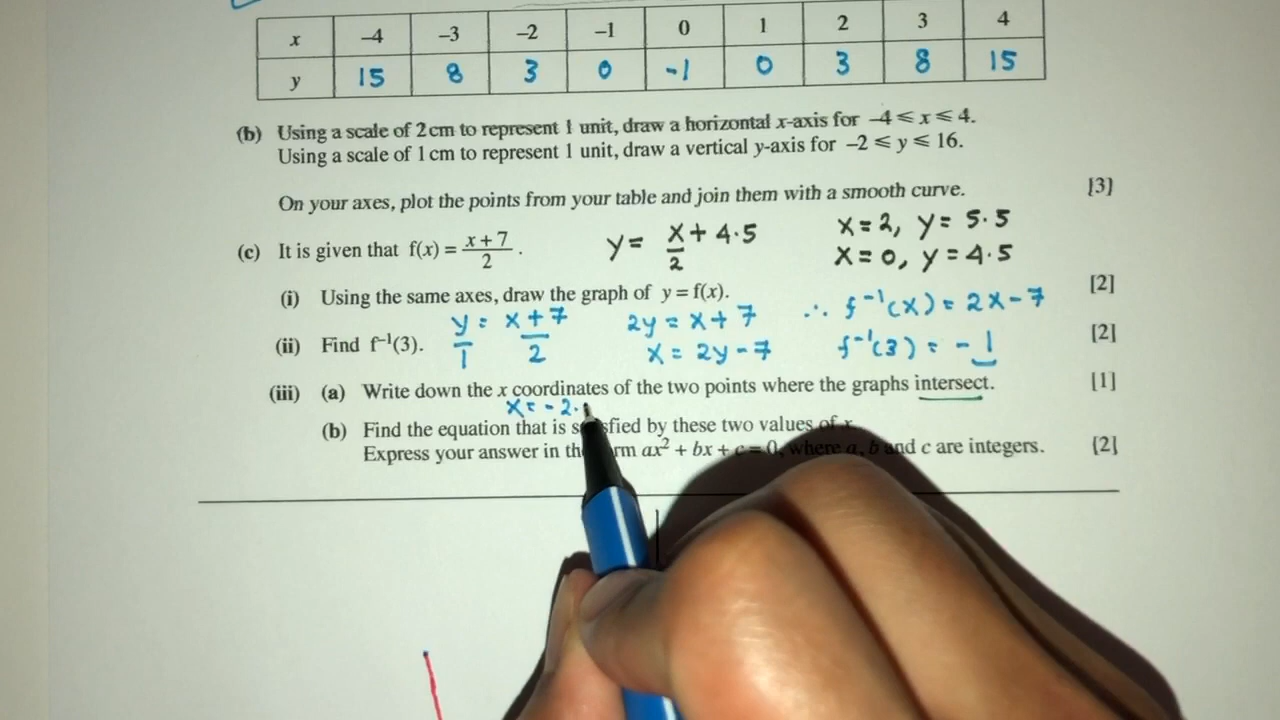 x –4 –3 –2 –1 0 1 2 3 4
y 15 8 3 0 -1 0 3 8 15
(b) Using a scale of 2 cm to represent 1 unit, draw a horizontal x-axis for –4 ⩽ x ⩽ 4.
Using a scale of 1 cm to represent 1 unit, draw a vertical y-axis for –2 ⩽ y ⩽ 16.
On your axes, plot the points from your table and join them with a smooth curve. [3]
y = x/2 + 4.5 x = 2, y = 5.5
(c) It is given that f(x) = (x + 7)/2 . x = 0, y = 4.5
(i) Using the same axes, draw the graph of y = f(x). [2]
y/1 = (x + 7)/2 2y = x + 7 ∴ f⁻¹(x) = 2x - 7
(ii) Find f⁻¹(3). x = 2y - 7 f⁻¹(3) = -1 [2]
(iii) (a) Write down the x coordinates of the two points where the graphs intersect. [1]
x = -2.
(b) Find the equation that is satisfied by these two values of x.
Express your answer in the form ax² + bx + c = 0, where a, b and c are integers. [2]